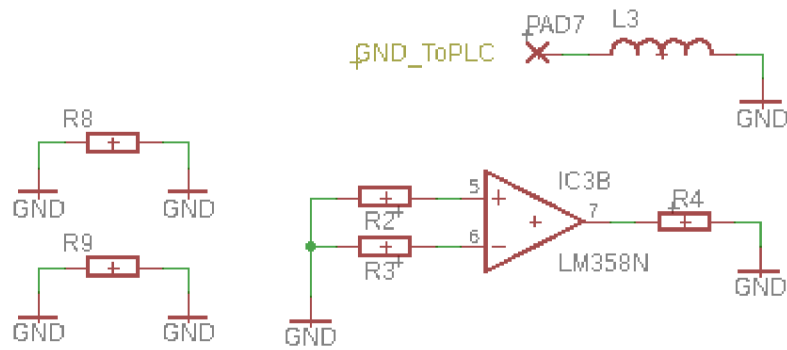 PAD7 L3
GND_ToPLC
GND
R8
GND GND
R9
GND GND
5 IC3B
R2 7 R4
6
R3 LM358N
GND
GND